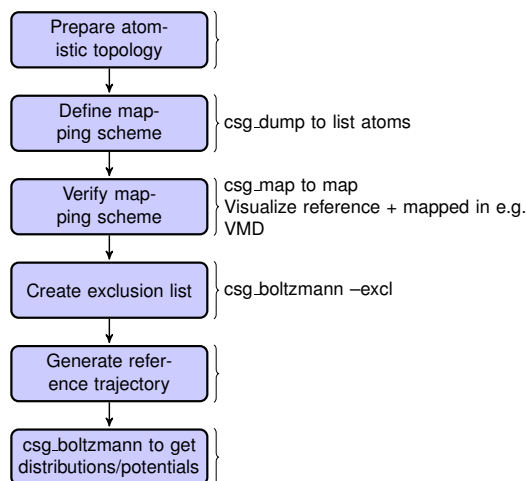 Prepare atom-
istic topology
Define map-
ping scheme
csg_dump to list atoms
Verify map-
ping scheme
csg_map to map
Visualize reference + mapped in e.g.
VMD
Create exclusion list
csg_boltzmann –excl
Generate refer-
ence trajectory
csg_boltzmann to get
distributions/potentials